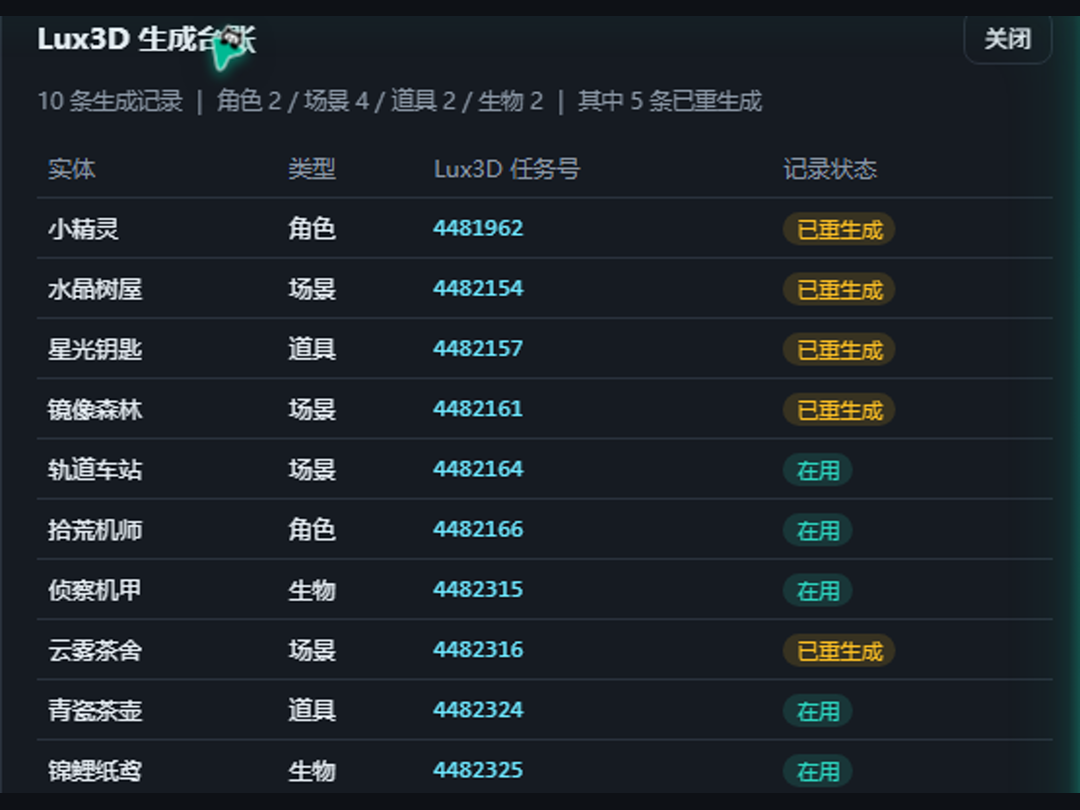 Lux3D 生成台账
关闭
10 条生成记录 | 角色 2 / 场景 4 / 道具 2 / 生物 2 | 其中 5 条已重生成
实体 类型 Lux3D 任务号 记录状态
小精灵 角色 4481962 已重生成
水晶树屋 场景 4482154 已重生成
星光钥匙 道具 4482157 已重生成
镜像森林 场景 4482161 已重生成
轨道车站 场景 4482164 在用
拾荒机师 角色 4482166 在用
侦察机甲 生物 4482315 在用
云雾茶舍 场景 4482316 已重生成
青瓷茶壶 道具 4482324 在用
锦鲤纸鸢 生物 4482325 在用